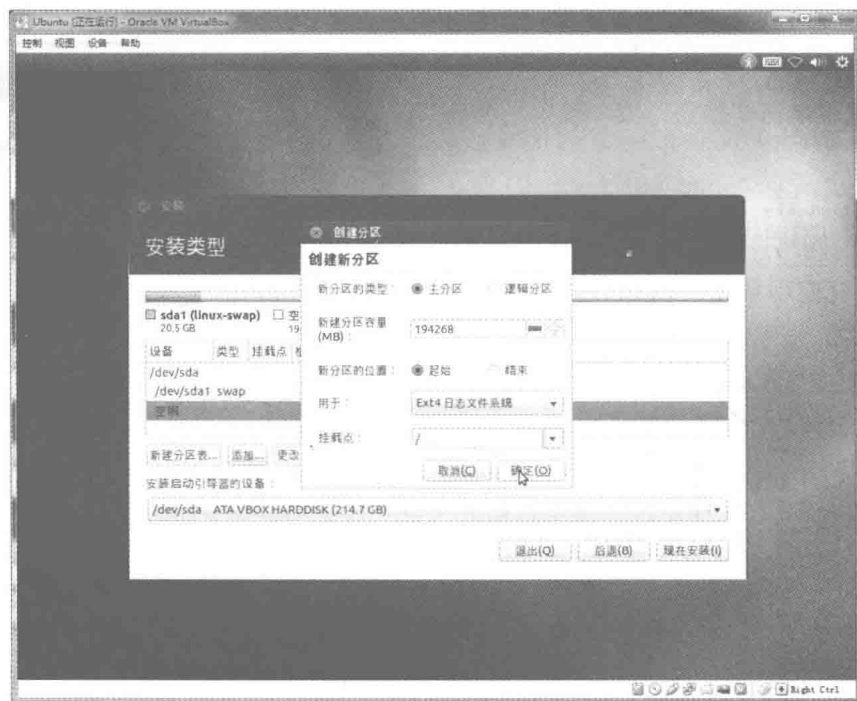 Ubuntu [正在运行] - Oracle VM VirtualBox
控制 视图 设备 帮助
安装
安装类型
创建分区
创建新分区
新分区的类型： 主分区 逻辑分区
新建分区容量
(MB)： 194268
新分区的位置： 起始 结束
用于： Ext4 日志文件系统
挂载点： /
取消(C) 确定(O)
sda1 (linux-swap) 空
20.5 GB 19
设备 类型 挂载点
/dev/sda
/dev/sda1 swap
空闲
新建分区表... 添加... 更改
安装启动引导器的设备：
/dev/sda ATA VBOX HARDDISK (214.7 GB)
退出(Q) 后退(B) 现在安装(I)
Right Ctrl